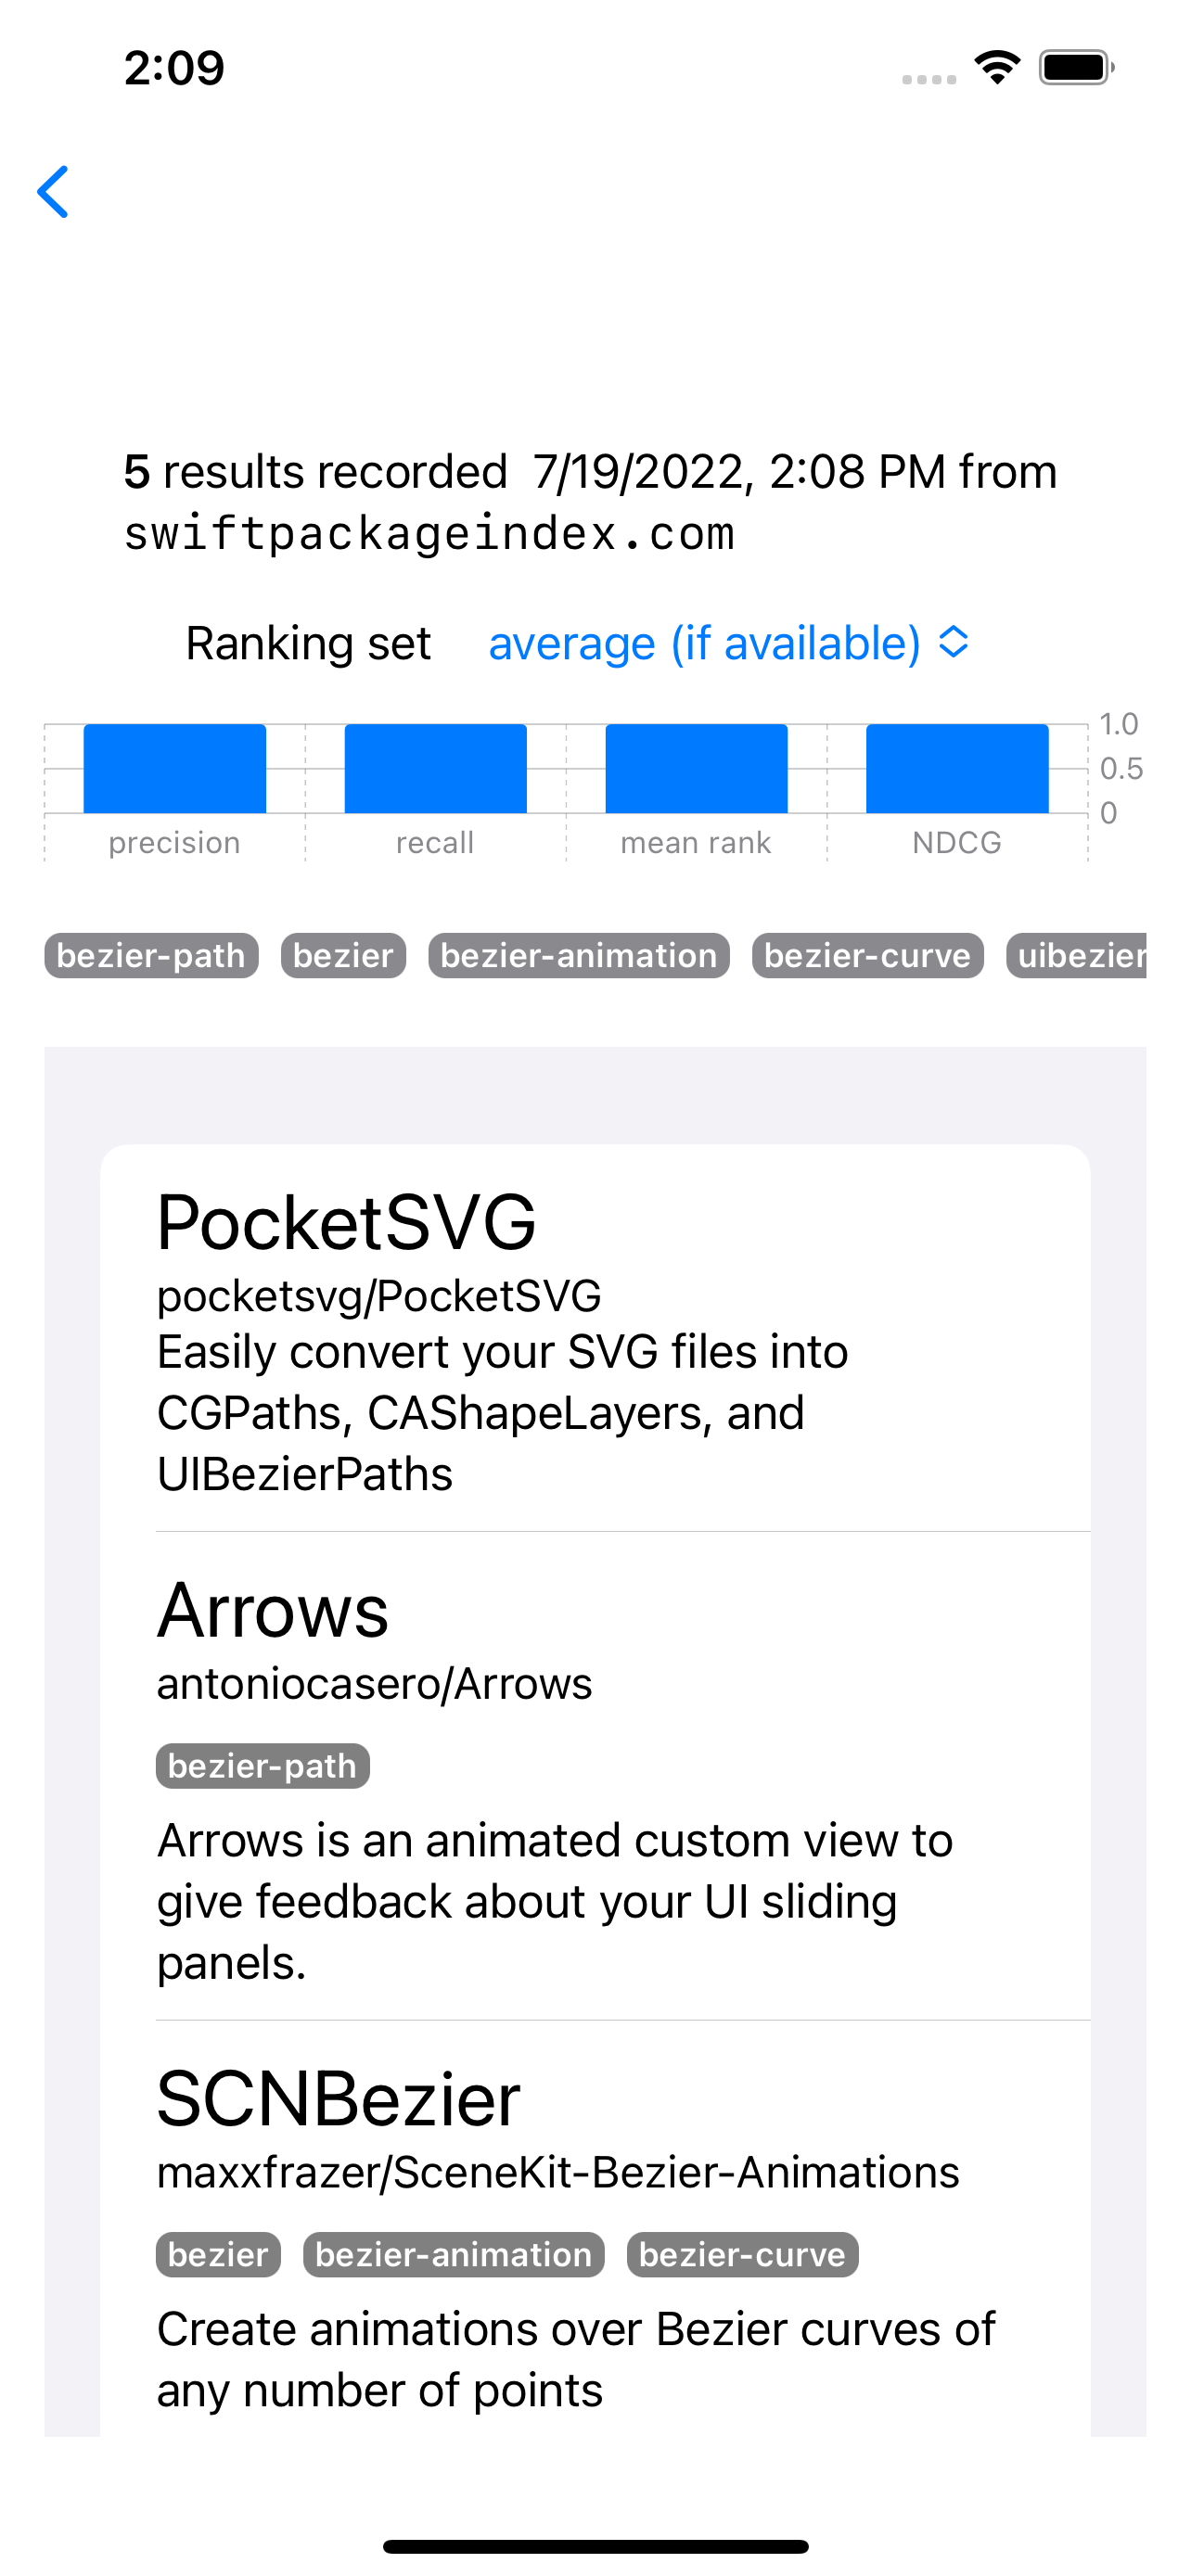 2:09
5 results recorded  7/19/2022, 2:08 PM from
swiftpackageindex.com
Ranking set average (if available)
1.0
0.5
0
precision recall mean rank NDCG
bezier-path bezier bezier-animation bezier-curve uibezier
PocketSVG
pocketsvg/PocketSVG
Easily convert your SVG files into
CGPaths, CAShapeLayers, and
UIBezierPaths
Arrows
antoniocasero/Arrows
bezier-path
Arrows is an animated custom view to
give feedback about your UI sliding
panels.
SCNBezier
maxxfrazer/SceneKit-Bezier-Animations
bezier bezier-animation bezier-curve
Create animations over Bezier curves of
any number of points